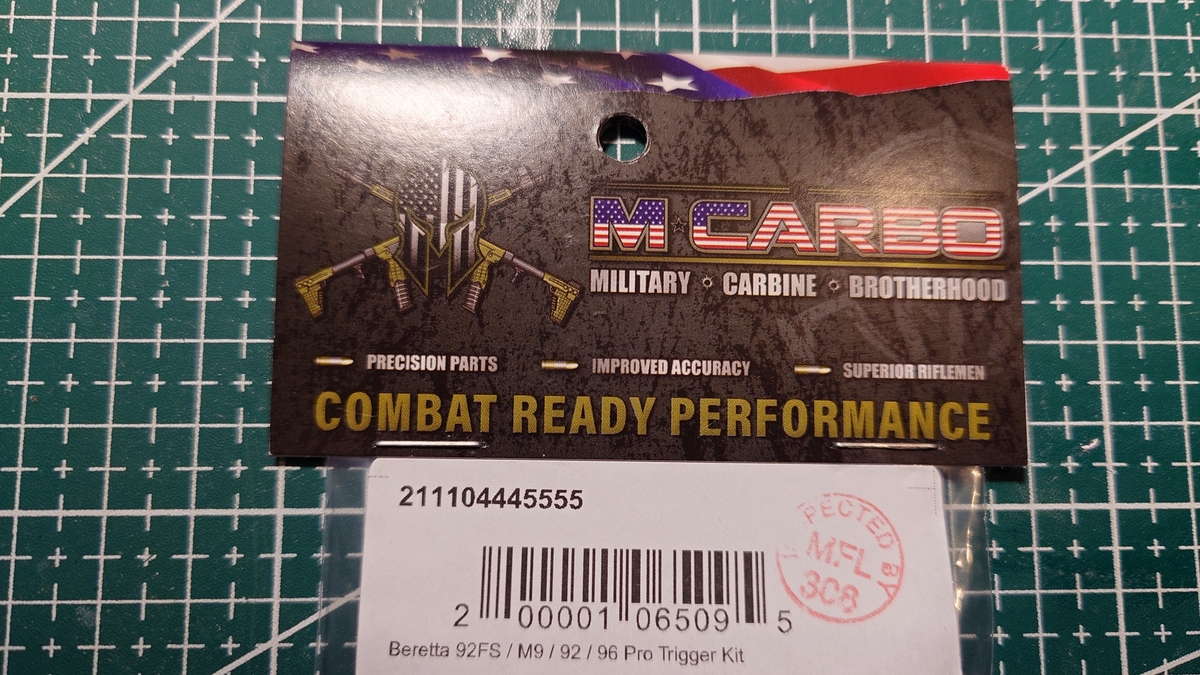 M★CARBO
MILITARY CARBINE BROTHERHOOD
PRECISION PARTS IMPROVED ACCURACY SUPERIOR RIFLEMEN
COMBAT READY PERFORMANCE
211104445555
PECTED BY
M.F.L
308
2 00001 06509 5
Beretta 92FS / M9 / 92 / 96 Pro Trigger Kit